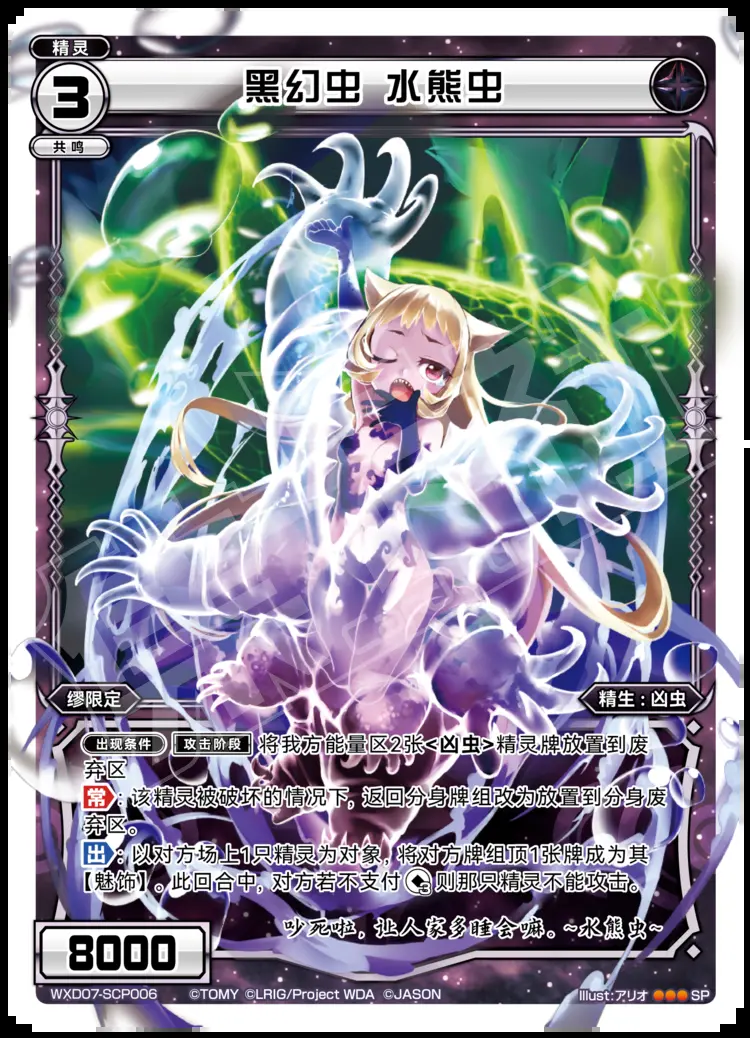 精灵
3
黑幻虫 水熊虫
共鸣
缪限定
精生：凶虫
出现条件 攻击阶段 将我方能量区2张<凶虫>精灵牌放置到废
弃区
常：该精灵被破坏的情况下，返回分身牌组改为放置到分身废
弃区。
出：以对方场上1只精灵为对象，将对方牌组顶1张牌成为其
【魅饰】。此回合中，对方若不支付 则那只精灵不能攻击。
吵死啦，让人家多睡会嘛。~水熊虫~
8000
WXD07-SCP006 ©TOMY ©LRIG/Project WDA ©JASON
Illust:アリオ SP